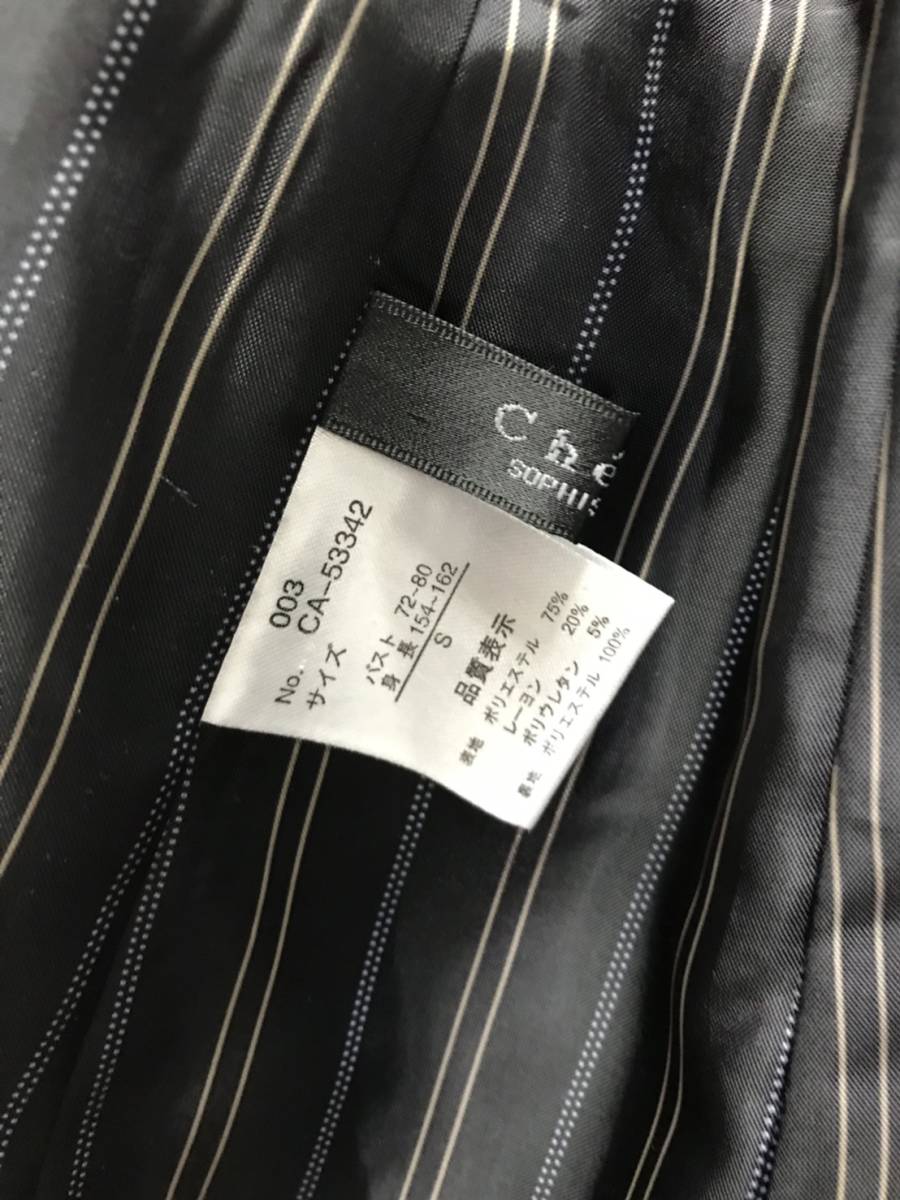 Ché
SOPHIS
003
No. CA-53342
サイズ
バスト 72~80
身長 154~162
S
品質表示
表地 ポリエステル 75%
レーヨン 20%
ポリウレタン 5%
裏地 ポリエステル 100%